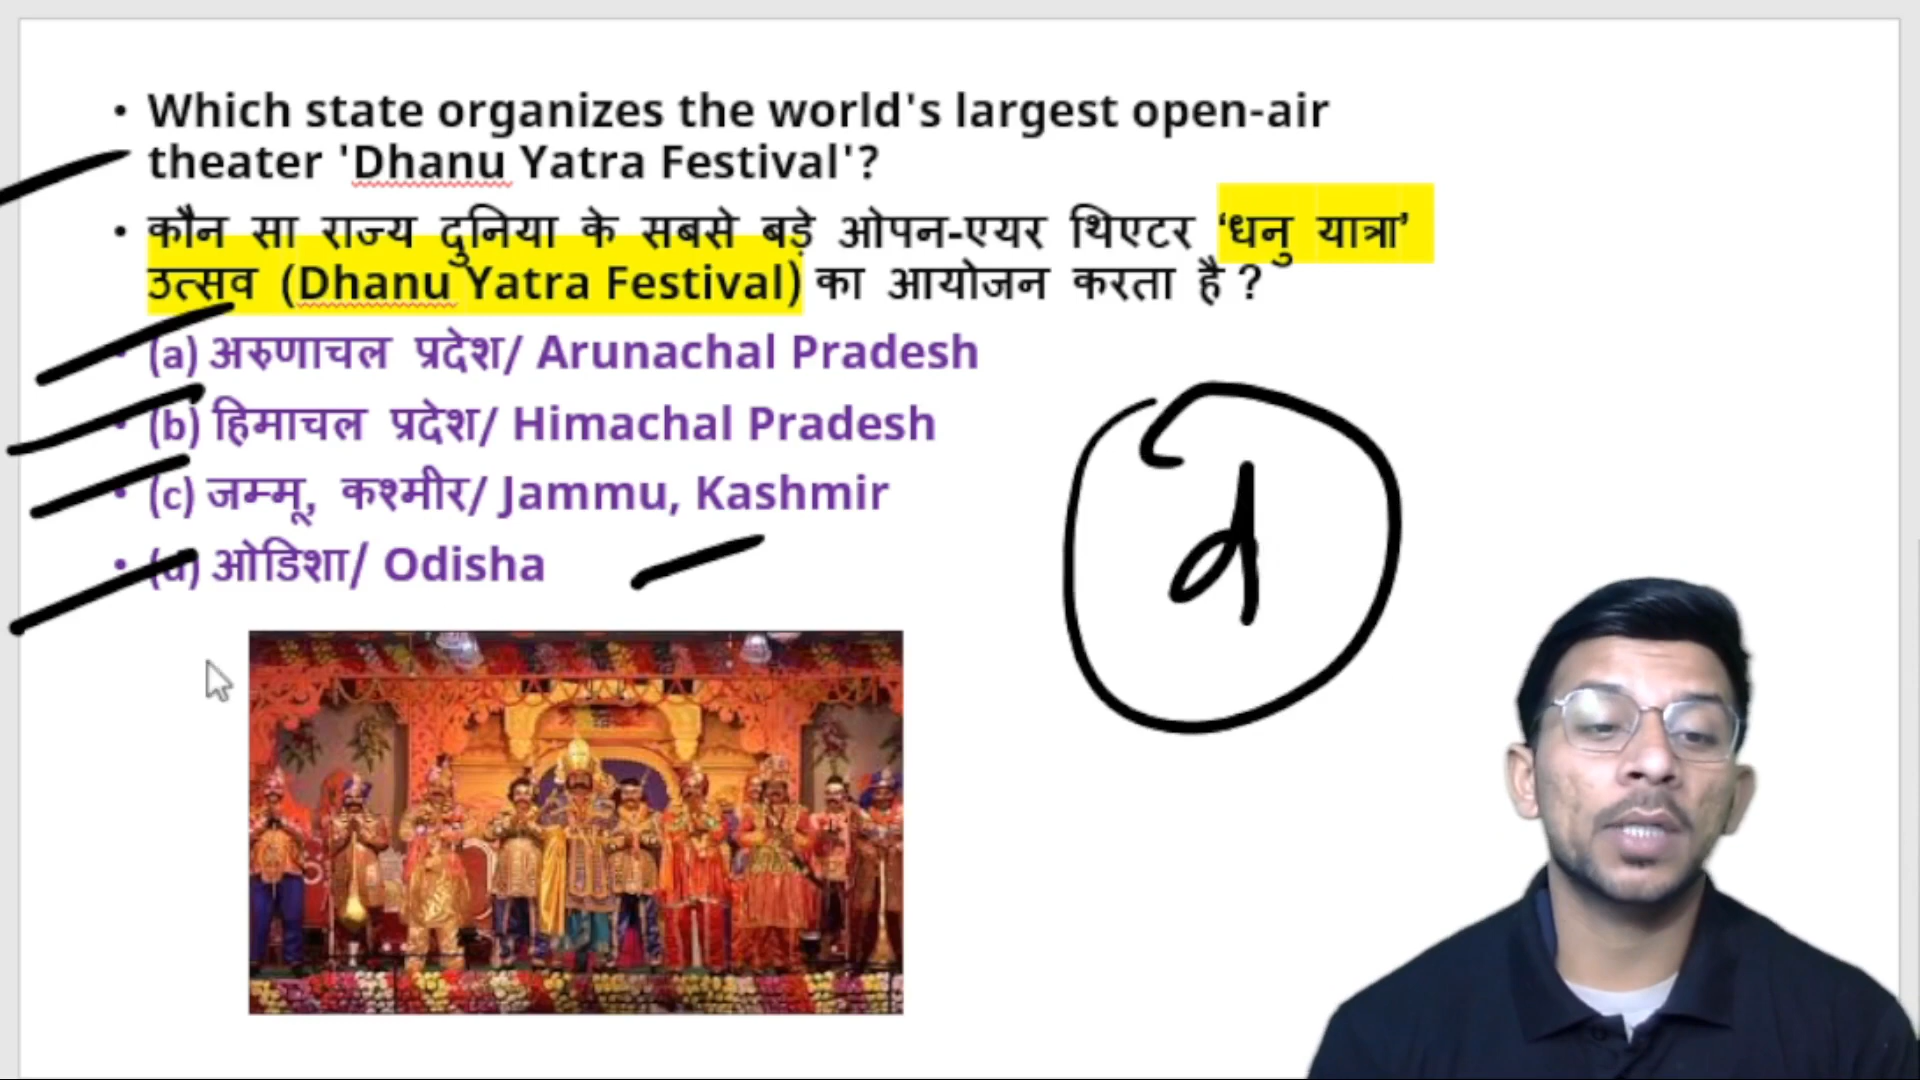 • Which state organizes the world's largest open-air
theater 'Dhanu Yatra Festival'?
• कौन सा राज्य दुनिया के सबसे बड़े ओपन-एयर थिएटर ‘धनु यात्रा’
उत्सव (Dhanu Yatra Festival) का आयोजन करता है ?
• (a) अरुणाचल प्रदेश/ Arunachal Pradesh
• (b) हिमाचल प्रदेश/ Himachal Pradesh
• (c) जम्मू, कश्मीर/ Jammu, Kashmir
• (d) ओडिशा/ Odisha
d